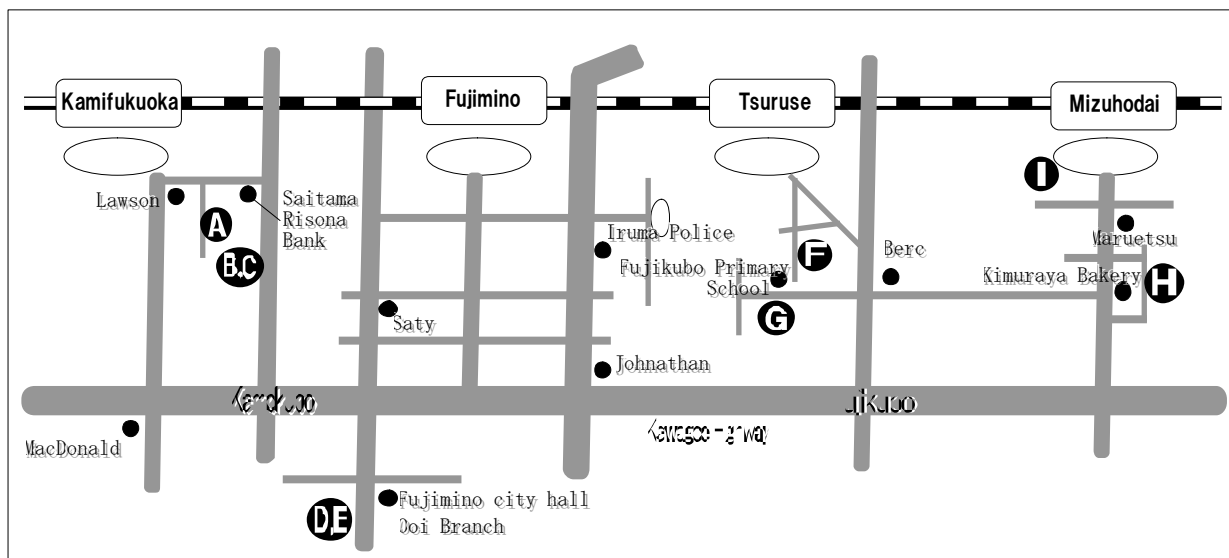 Kamifukuoka
Fujimino
Tsuruse
Mizuhodai
I
Lawson
Saitama
Risona
Bank
A
B.C
Iruma Police
Fujikubo Primary
School
F
Berc
Maruetsu
Kimuraya Bakery
H
G
Saty
Johnathan
MacDonald
D,E
Fujimino city hall
Ooi Branch